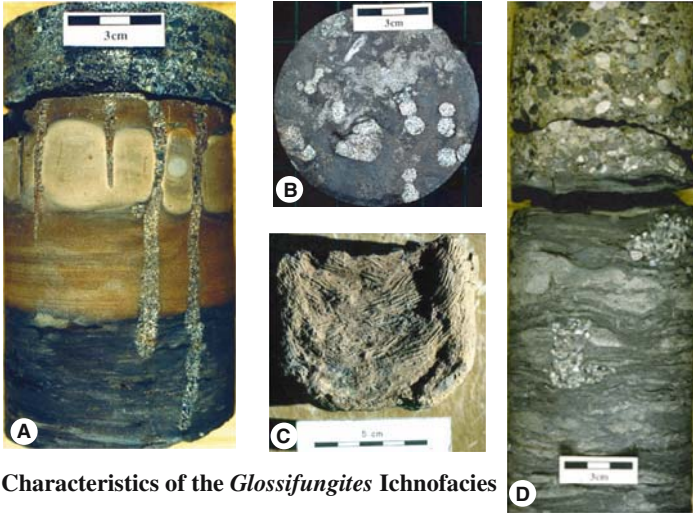 3cm
3cm
B
A
5 cm
C
3cm
D
Characteristics of the Glossifungites Ichnofacies